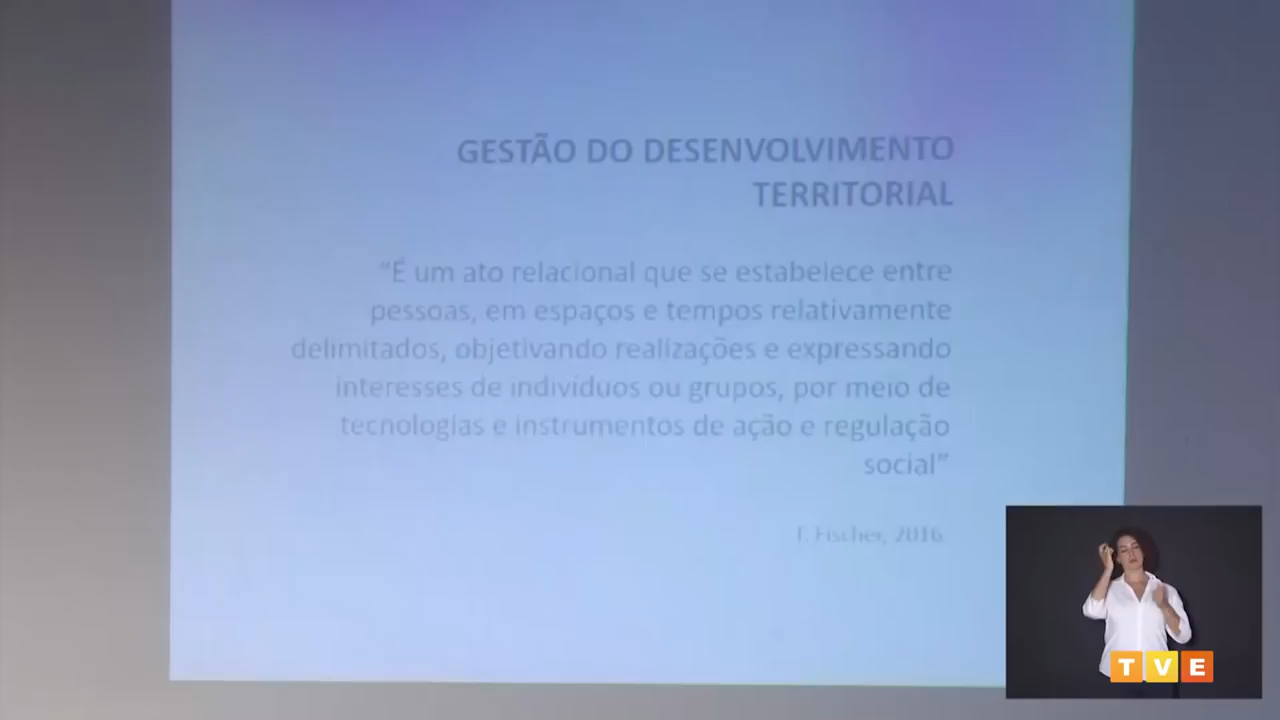 GESTÃO DO DESENVOLVIMENTO
TERRITORIAL
“É um ato relacional que se estabelece entre
pessoas, em espaços e tempos relativamente
delimitados, objetivando realizações e expressando
interesses de indivíduos ou grupos, por meio de
tecnologias e instrumentos de ação e regulação
social”
T. Fischer, 2016
TVE